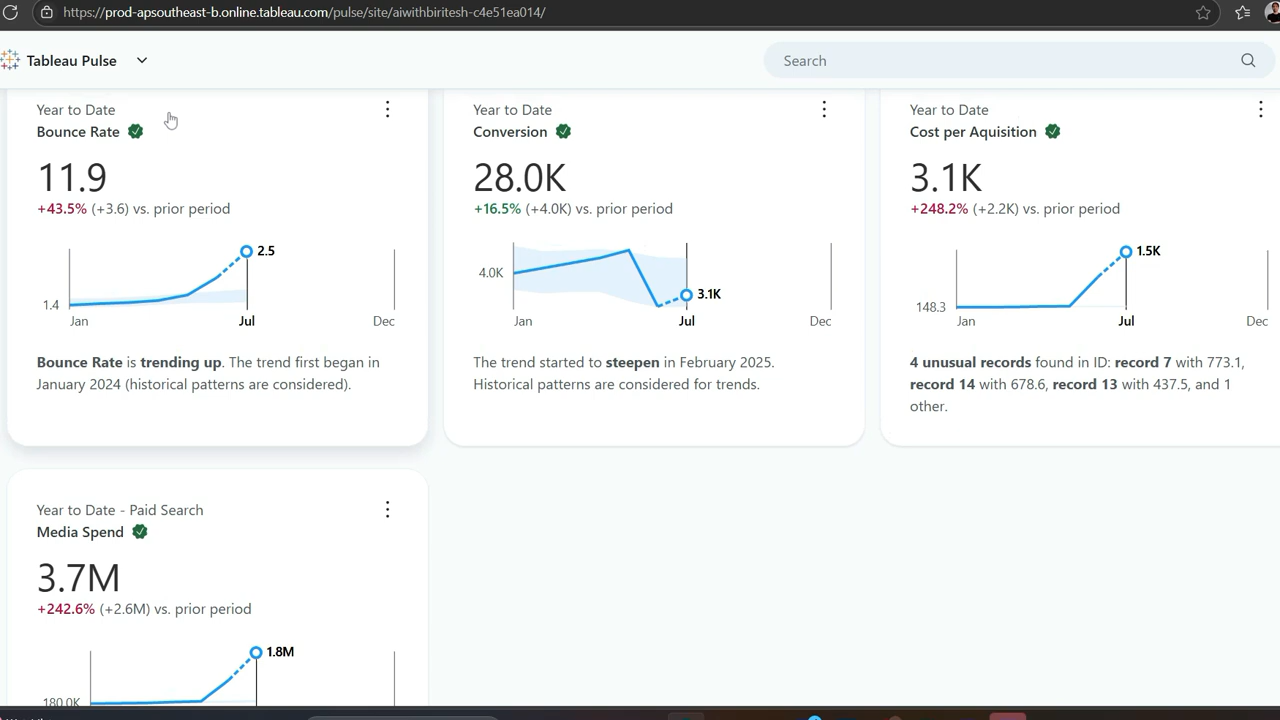 https://prod-apsoutheast-b.online.tableau.com/pulse/site/aiwithbiritesh-c4e51ea014/
Tableau Pulse
Search
Year to Date
Bounce Rate
11.9
+43.5% (+3.6) vs. prior period
2.5
1.4
Jan
Jul
Dec
Bounce Rate is trending up. The trend first began in
January 2024 (historical patterns are considered).
Year to Date
Conversion
28.0K
+16.5% (+4.0K) vs. prior period
4.0K
3.1K
Jan
Jul
Dec
The trend started to steepen in February 2025.
Historical patterns are considered for trends.
Year to Date
Cost per Aquisition
3.1K
+248.2% (+2.2K) vs. prior period
1.5K
148.3
Jan
Jul
Dec
4 unusual records found in ID: record 7 with 773.1,
record 14 with 678.6, record 13 with 437.5, and 1
other.
Year to Date - Paid Search
Media Spend
3.7M
+242.6% (+2.6M) vs. prior period
1.8M
180.0K